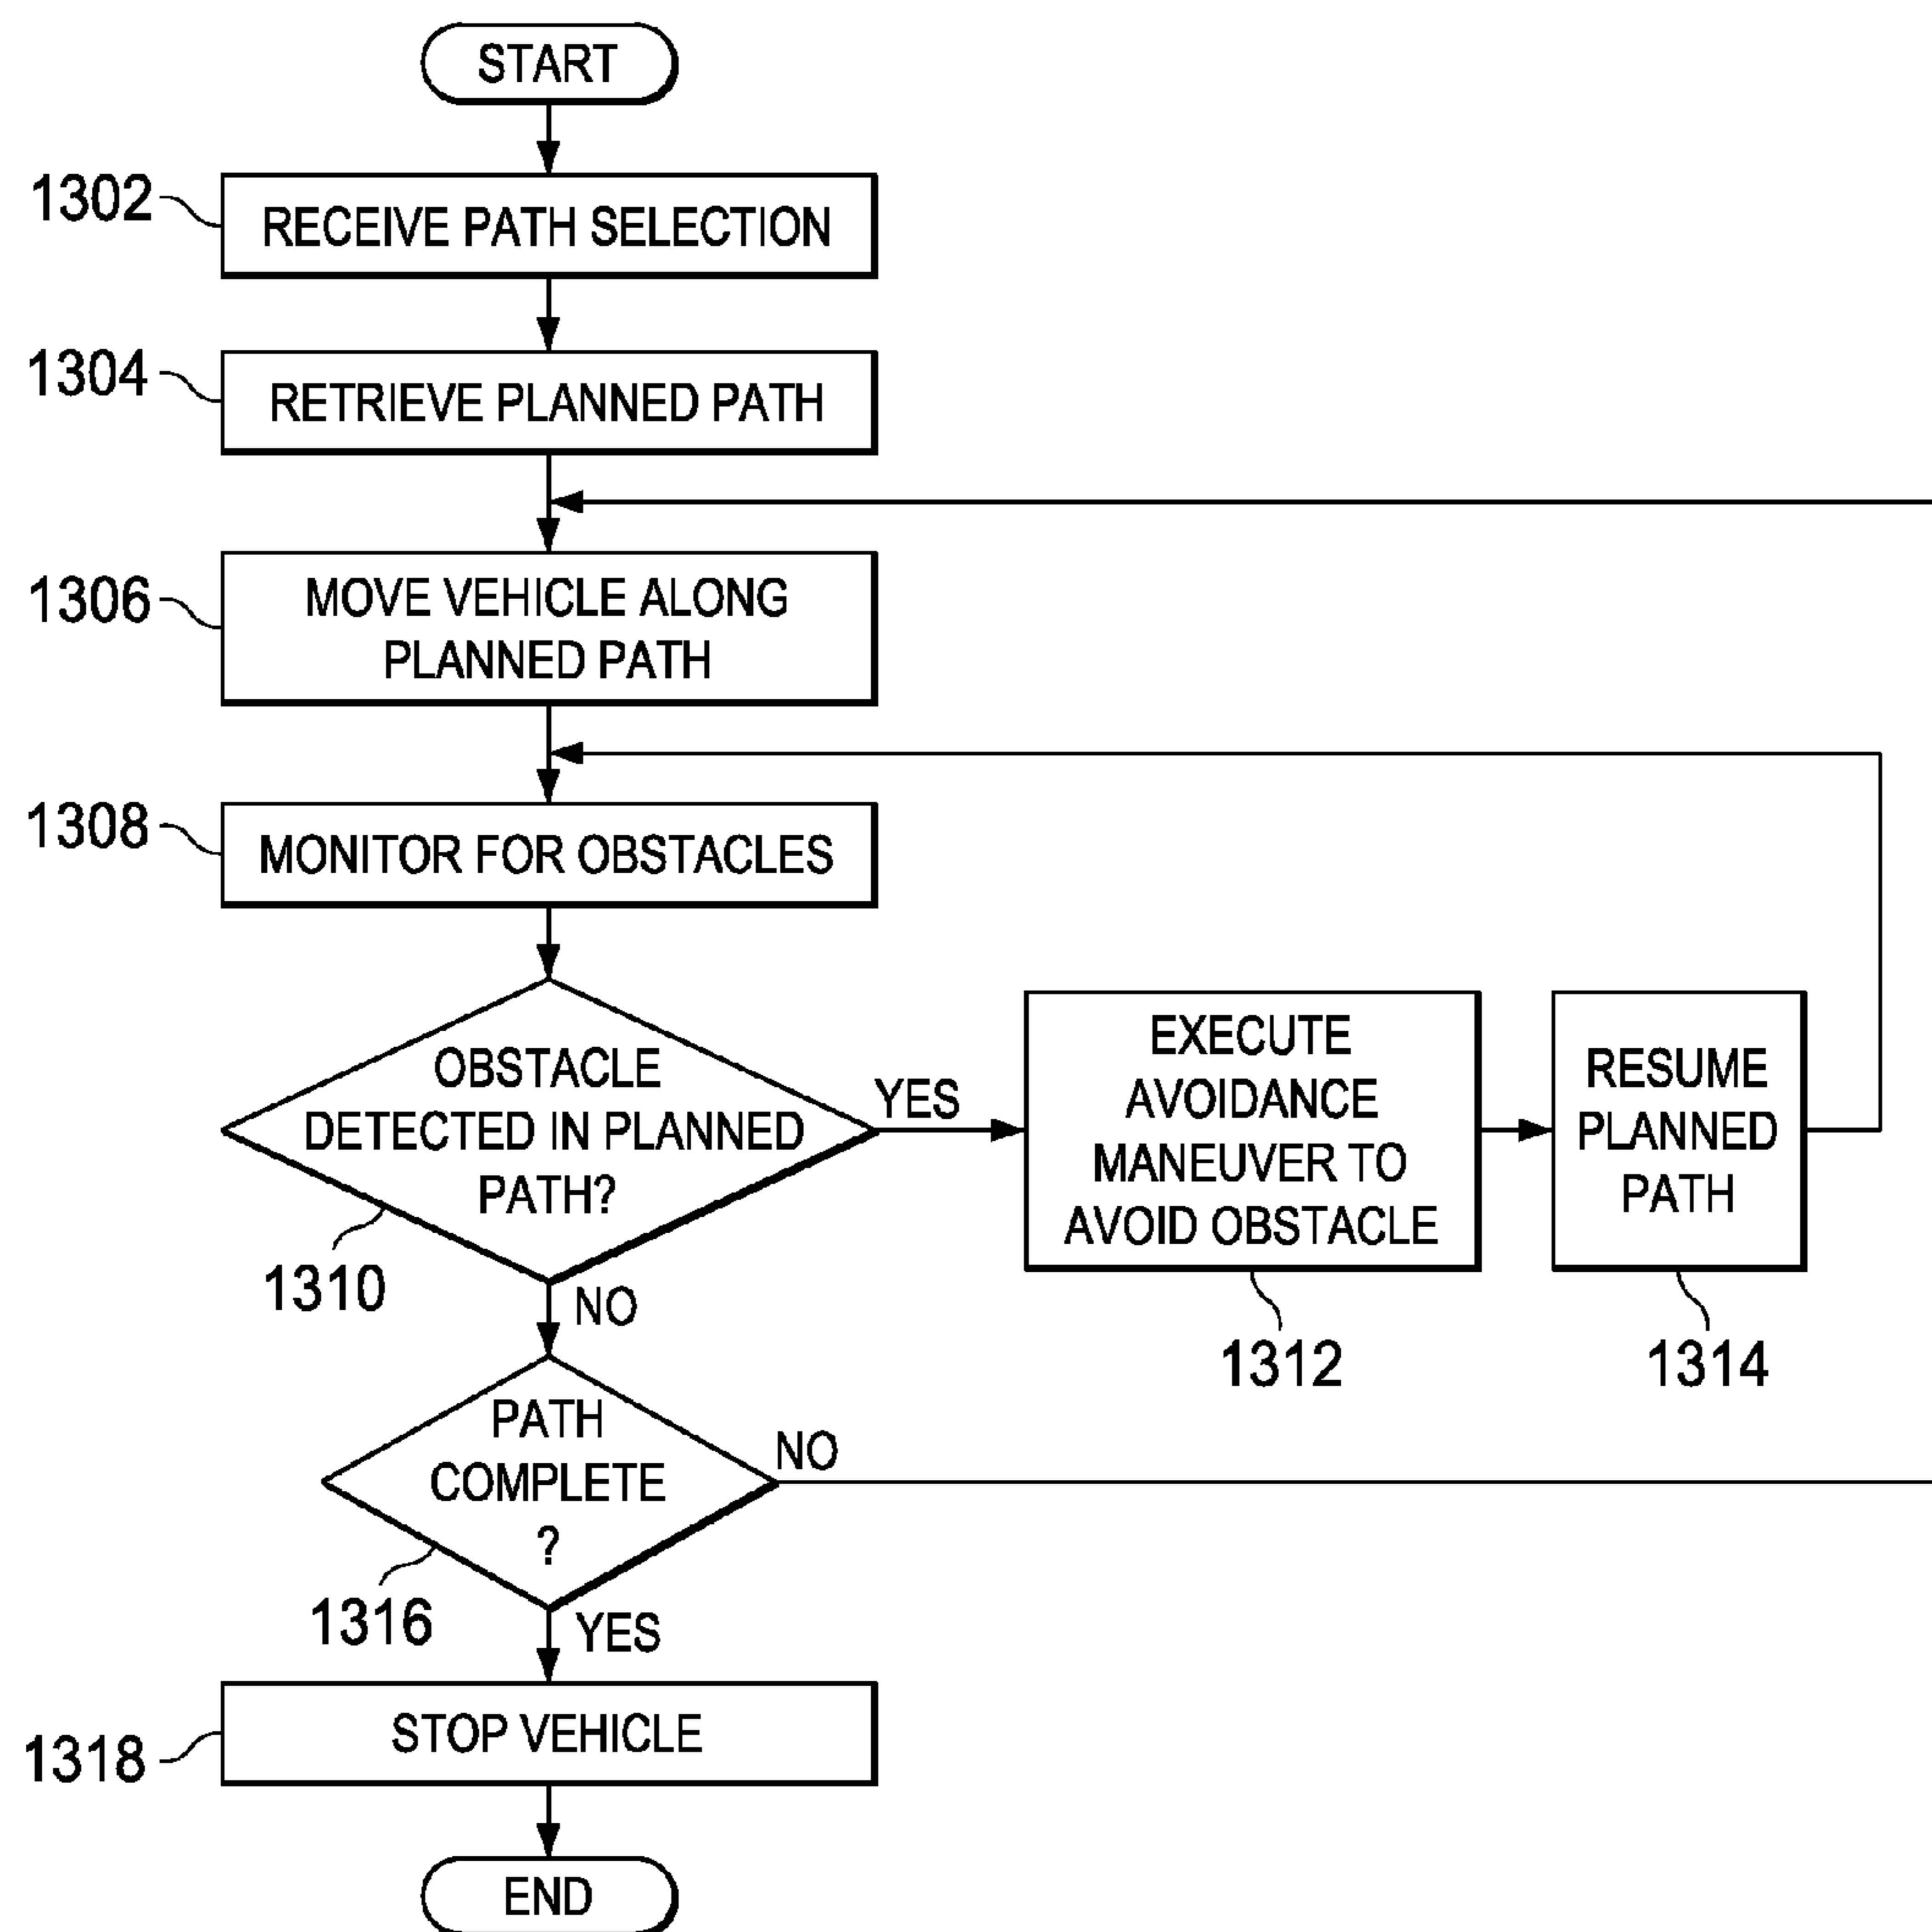 START
1302
RECEIVE PATH SELECTION
1304
RETRIEVE PLANNED PATH
1306
MOVE VEHICLE ALONG
PLANNED PATH
1308
MONITOR FOR OBSTACLES
OBSTACLE
DETECTED IN PLANNED
PATH?
1310
YES
EXECUTE
AVOIDANCE
MANEUVER TO
AVOID OBSTACLE
1312
RESUME
PLANNED
PATH
1314
NO
PATH
COMPLETE
?
1316
NO
YES
1318
STOP VEHICLE
END